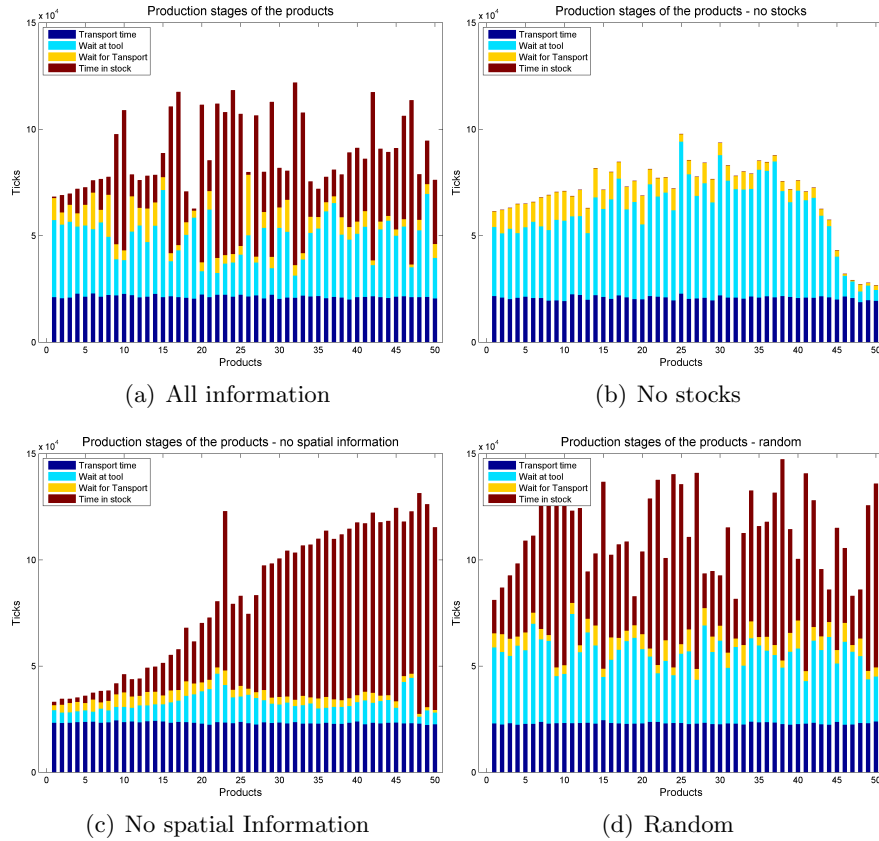 Production stages of the products
x 10^4
15
Transport time
Wait at tool
Wait for Tansport
Time in stock
10
Ticks
5
0
0 5 10 15 20 25 30 35 40 45 50
Products
(a) All information
Production stages of the products - no stocks
x 10^4
15
Transport time
Wait at tool
Wait for Tansport
Time in stock
10
Ticks
5
0
0 5 10 15 20 25 30 35 40 45 50
Products
(b) No stocks
Production stages of the products - no spatial information
x 10^4
15
Transport time
Wait at tool
Wait for Tansport
Time in stock
10
Ticks
5
0
0 5 10 15 20 25 30 35 40 45 50
Products
(c) No spatial Information
Production stages of the products - random
x 10^4
15
Transport time
Wait at tool
Wait for Tansport
Time in stock
10
Ticks
5
0
0 5 10 15 20 25 30 35 40 45 50
Products
(d) Random